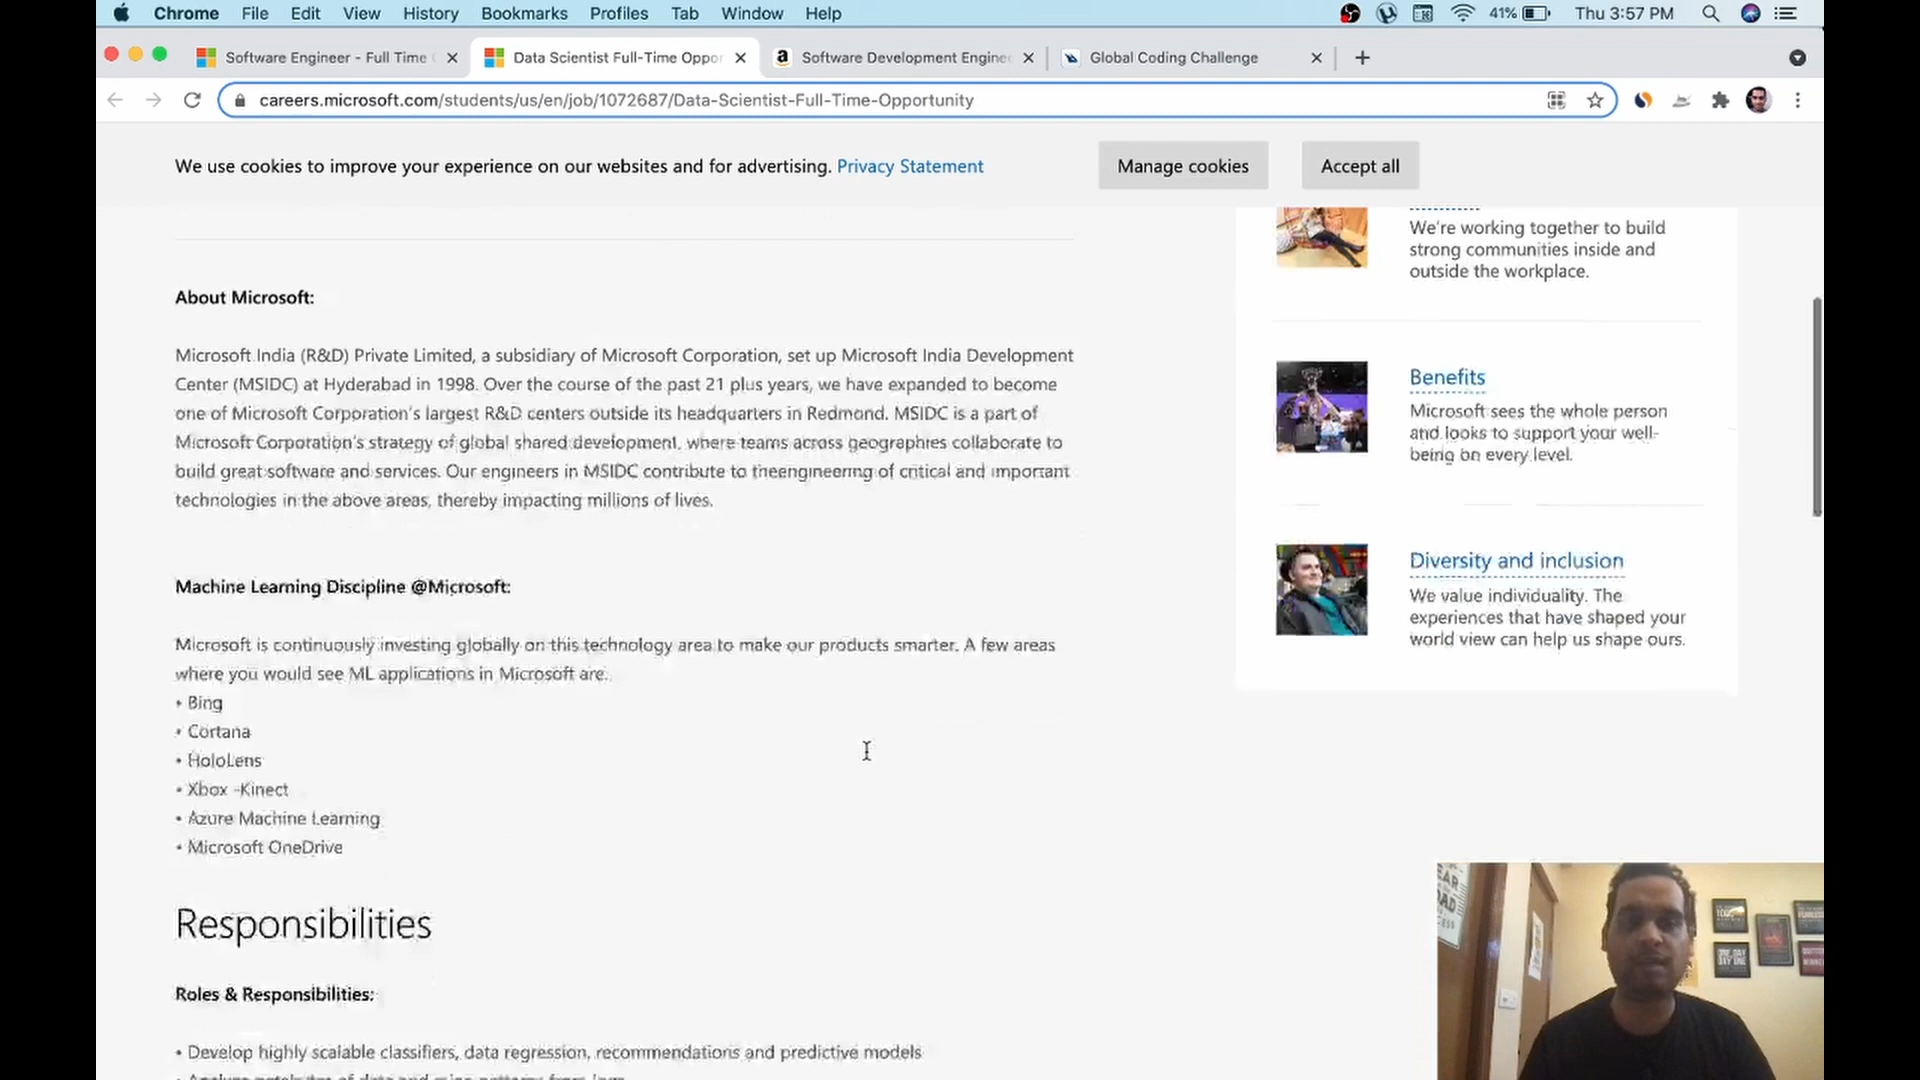 Chrome File Edit View History Bookmarks Profiles Tab Window Help 41% Thu 3:57 PM
Software Engineer - Full Time Data Scientist Full-Time Oppor Software Development Enginee Global Coding Challenge
careers.microsoft.com/students/us/en/job/1072687/Data-Scientist-Full-Time-Opportunity
We use cookies to improve your experience on our websites and for advertising. Privacy Statement Manage cookies Accept all
About Microsoft:
Microsoft India (R&D) Private Limited, a subsidiary of Microsoft Corporation, set up Microsoft India Development
Center (MSIDC) at Hyderabad in 1998. Over the course of the past 21 plus years, we have expanded to become
one of Microsoft Corporation's largest R&D centers outside its headquarters in Redmond. MSIDC is a part of
Microsoft Corporation's strategy of global shared development, where teams across geographies collaborate to
build great software and services. Our engineers in MSIDC contribute to theengineering of critical and important
technologies in the above areas, thereby impacting millions of lives.
Machine Learning Discipline @Microsoft:
Microsoft is continuously investing globally on this technology area to make our products smarter. A few areas
where you would see ML applications in Microsoft are.
• Bing
• Cortana
• HoloLens
• Xbox -Kinect
• Azure Machine Learning
• Microsoft OneDrive
Responsibilities
Roles & Responsibilities:
• Develop highly scalable classifiers, data regression, recommendations and predictive models
We're working together to build
strong communities inside and
outside the workplace.
Benefits
Microsoft sees the whole person
and looks to support your well-
being on every level.
Diversity and inclusion
We value individuality. The
experiences that have shaped your
world view can help us shape ours.